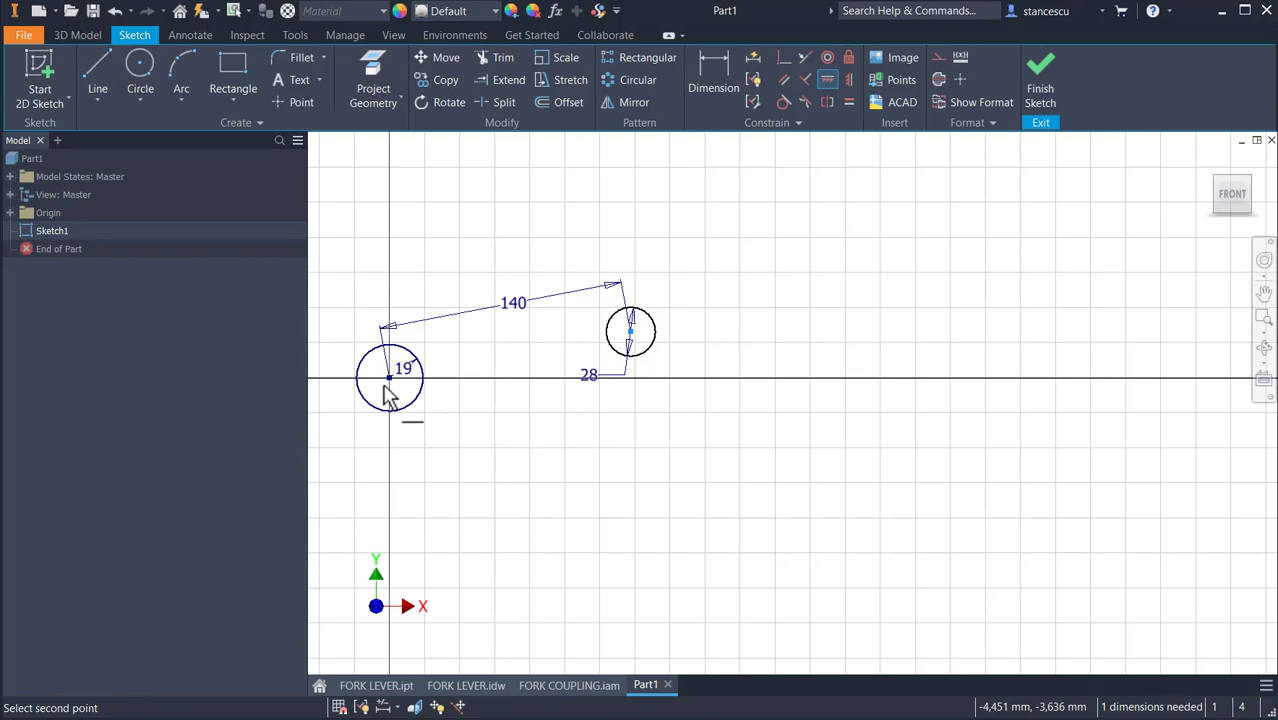 Material
Default
Part1
Search Help & Commands...
stancescu
File 3D Model Sketch Annotate Inspect Tools Manage View Environments Get Started Collaborate
Start
2D Sketch
Line
Circle
Arc
Rectangle
Fillet
Text
Point
Project
Geometry
Move
Copy
Rotate
Trim
Extend
Split
Scale
Stretch
Offset
Rectangular
Circular
Mirror
Dimension
Image
Points
ACAD
Show Format
Finish
Sketch
Sketch
Create
Modify
Pattern
Constrain
Insert
Format
Exit
Model
Part1
Model States: Master
View: Master
Origin
Sketch1
End of Part
FRONT
140
19
28
Y
X
FORK LEVER.ipt FORK LEVER.idw FORK COUPLING.iam Part1
Select second point
-4,451 mm, -3,636 mm 1 dimensions needed 1 4